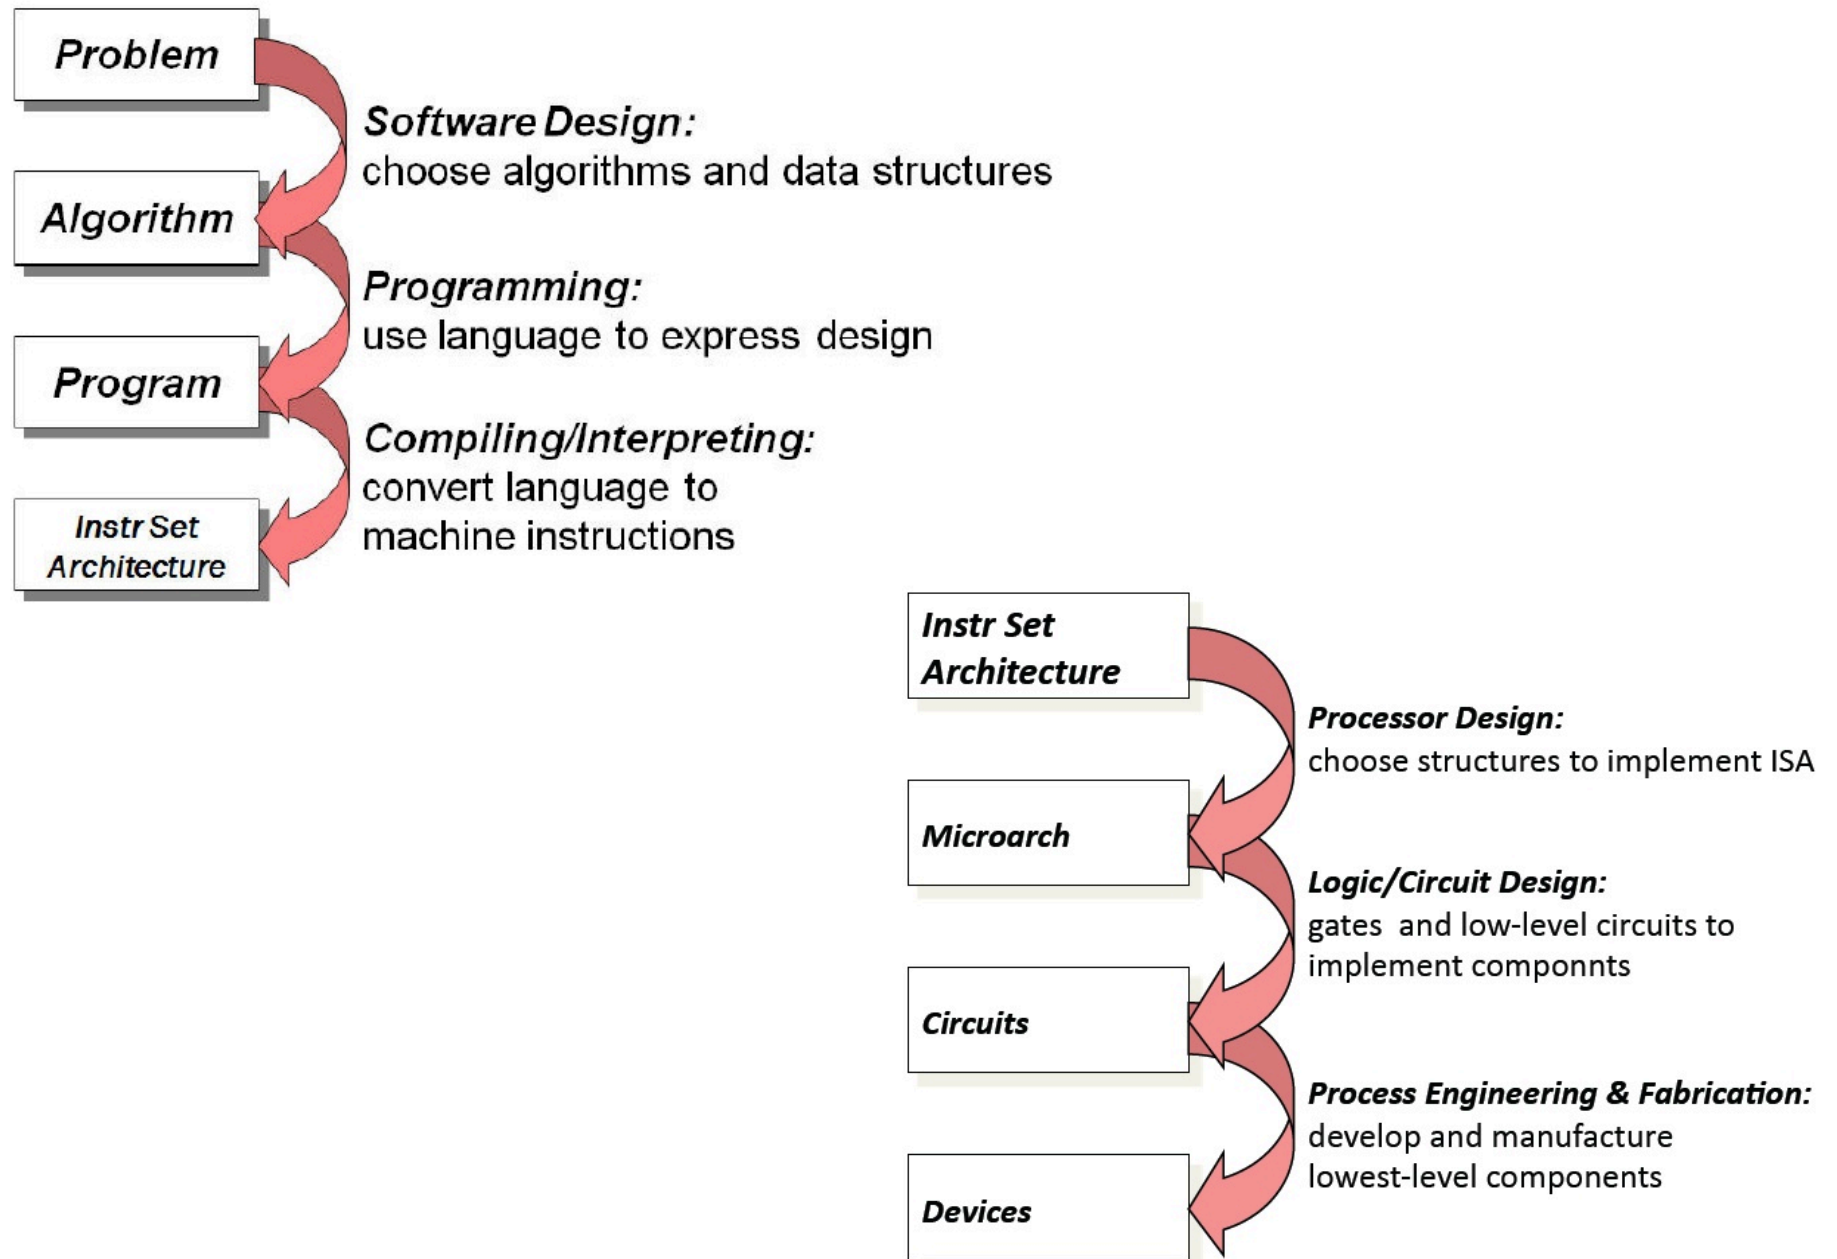 Problem
Software Design:
choose algorithms and data structures
Algorithm
Programming:
use language to express design
Program
Compiling/Interpreting:
convert language to
machine instructions
Instr Set
Architecture
Instr Set
Architecture
Processor Design:
choose structures to implement ISA
Microarch
Logic/Circuit Design:
gates and low-level circuits to
implement componnts
Circuits
Process Engineering & Fabrication:
develop and manufacture
lowest-level components
Devices